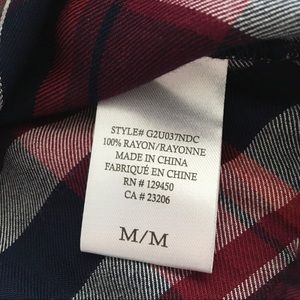 STYLE# G2U037NDC
100% RAYON/RAYONNE
MADE IN CHINA
FABRIQUÉ EN CHINE
RN # 129450
CA # 23206
M/M